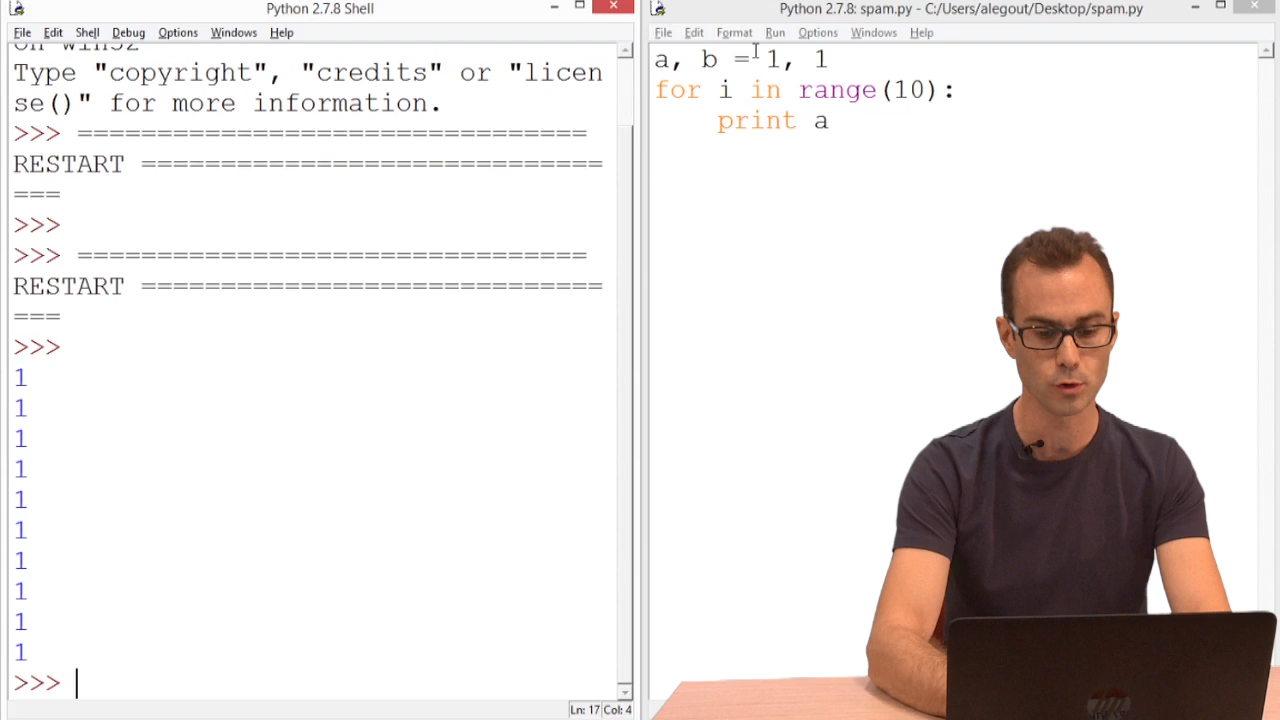 Python 2.7.8 Shell
File Edit Shell Debug Options Windows Help
on win32
Type "copyright", "credits" or "licen
se()" for more information.
>>> ================================
RESTART =============================
===
>>>
>>> ================================
RESTART =============================
===
>>>
1
1
1
1
1
1
1
1
1
1
>>>
Ln: 17 Col: 4
Python 2.7.8: spam.py - C:/Users/alegout/Desktop/spam.py
File Edit Format Run Options Windows Help
a, b = 1, 1
for i in range(10):
    print a